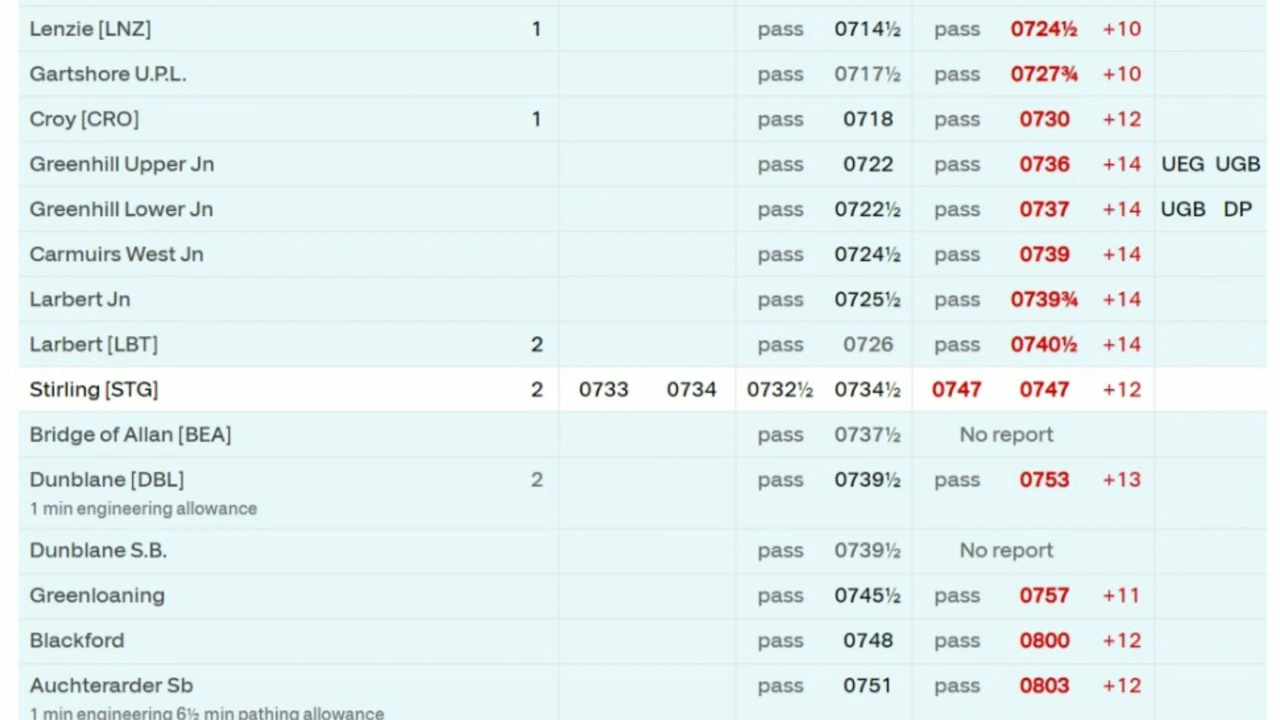 Lenzie [LNZ] 1 pass 0714½ pass 0724½ +10
Gartshore U.P.L. pass 0717½ pass 0727¾ +10
Croy [CRO] 1 pass 0718 pass 0730 +12
Greenhill Upper Jn pass 0722 pass 0736 +14 UEG UGB
Greenhill Lower Jn pass 0722½ pass 0737 +14 UGB DP
Carmuirs West Jn pass 0724½ pass 0739 +14
Larbert Jn pass 0725½ pass 0739¾ +14
Larbert [LBT] 2 pass 0726 pass 0740½ +14
Stirling [STG] 2 0733 0734 0732½ 0734½ 0747 0747 +12
Bridge of Allan [BEA] pass 0737½ No report
Dunblane [DBL] 2 pass 0739½ pass 0753 +13
1 min engineering allowance
Dunblane S.B. pass 0739½ No report
Greenloaning pass 0745½ pass 0757 +11
Blackford pass 0748 pass 0800 +12
Auchterarder Sb pass 0751 pass 0803 +12
1 min engineering 6½ min pathing allowance